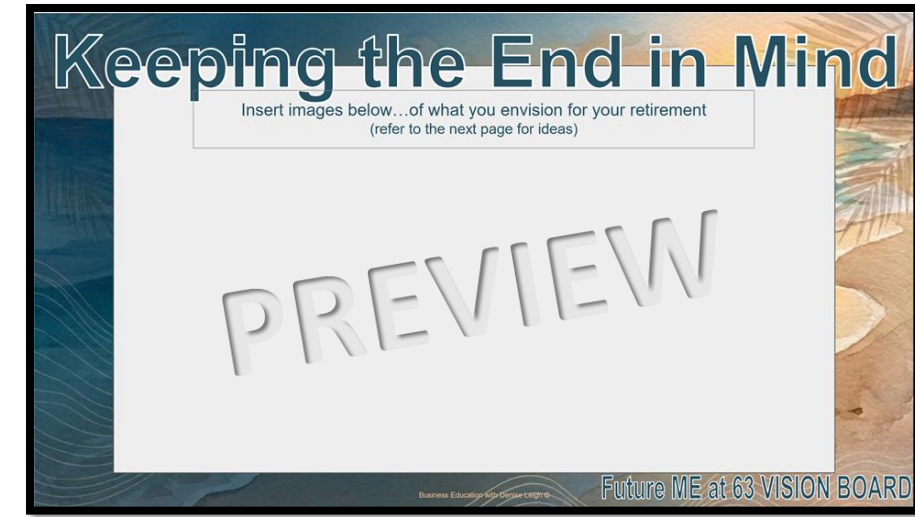 Keeping the End in Mind
Insert images below...of what you envision for your retirement
(refer to the next page for ideas)
PREVIEW
Business Education with Denise Leigh ©
Future ME at 63 VISION BOARD